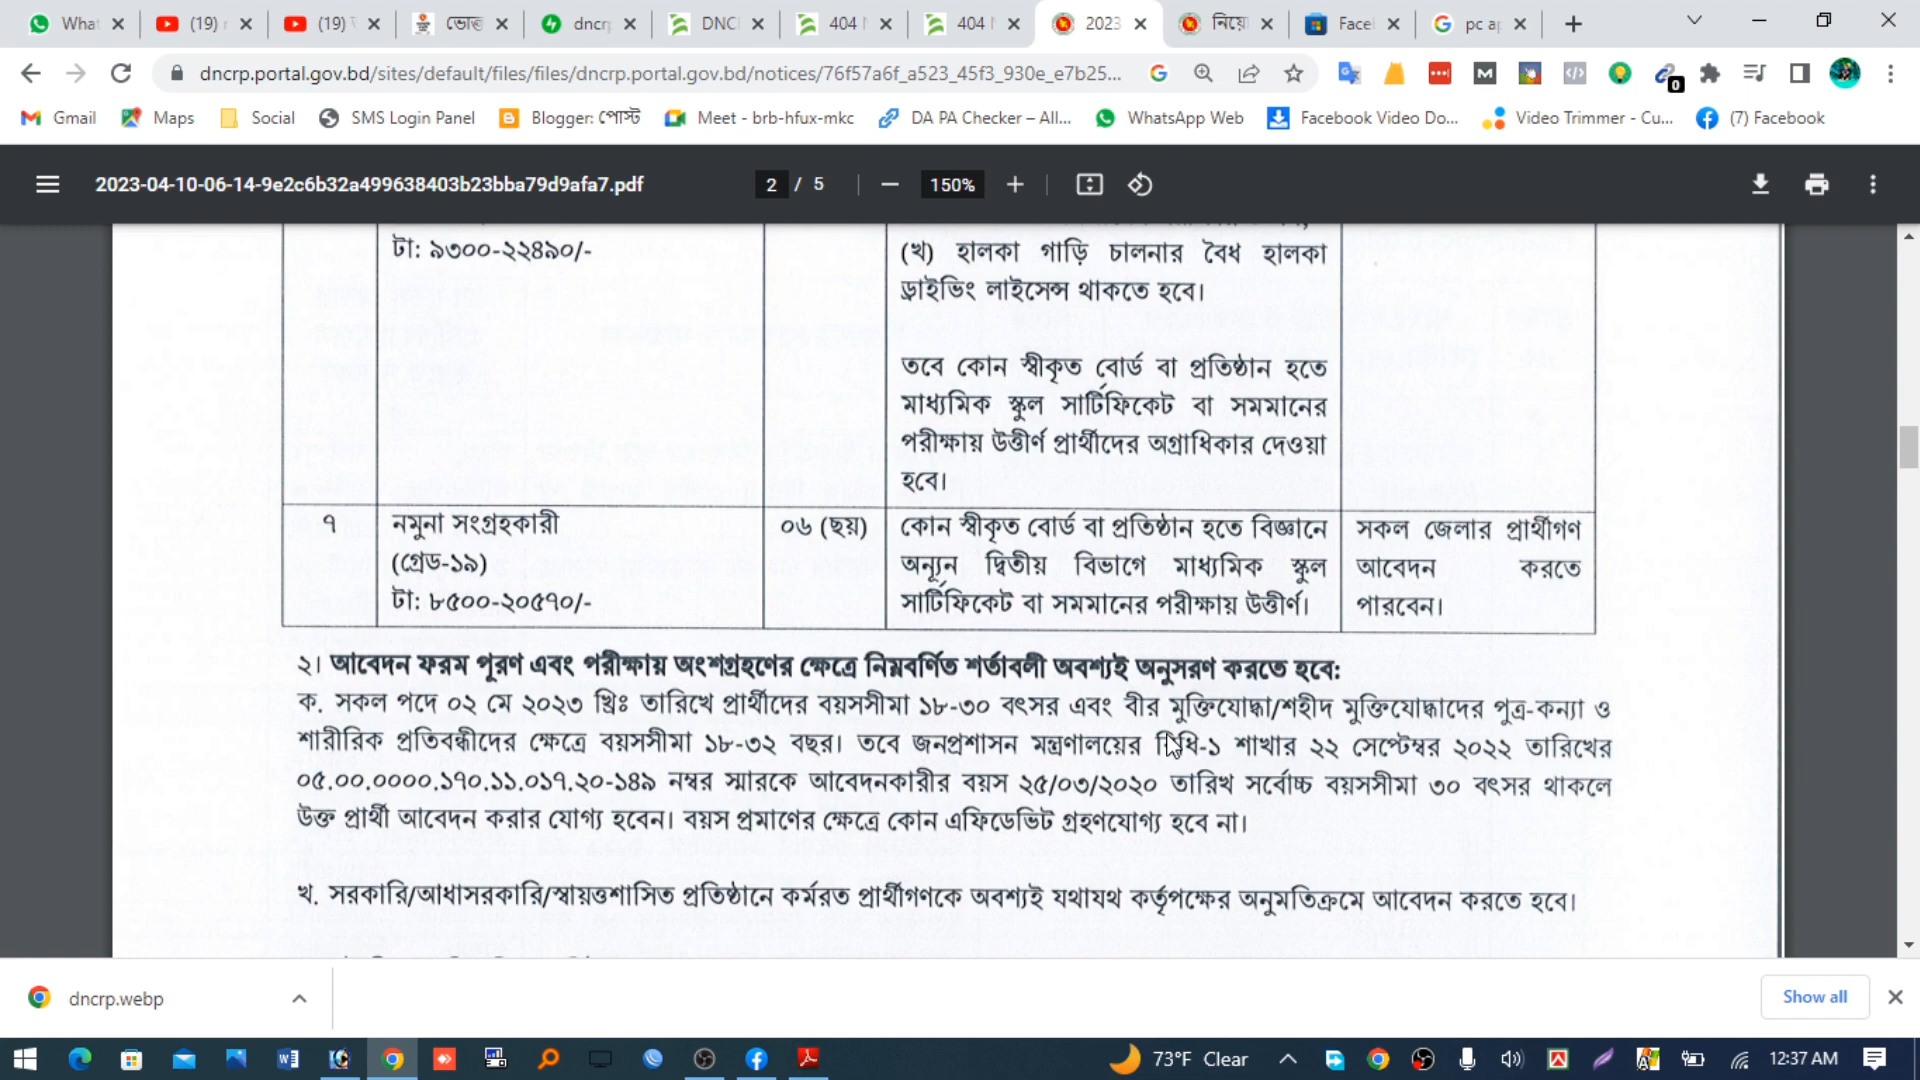 What
(19)
(19)
ভোক্ত
dncr
DNC
404
404
2023
নিয়ো
Face
pc a
dncrp.portal.gov.bd/sites/default/files/files/dncrp.portal.gov.bd/notices/76f57a6f_a523_45f3_930e_e7b25...
Gmail
Maps
Social
SMS Login Panel
Blogger: পোস্ট
Meet - brb-hfux-mkc
DA PA Checker – All...
WhatsApp Web
Facebook Video Do...
Video Trimmer - Cu...
(7) Facebook
2023-04-10-06-14-9e2c6b32a499638403b23bba79d9afa7.pdf
2 / 5
150%
টা: ৯৩০০-২২৪৯০/-
(খ) হালকা গাড়ি চালনার বৈধ হালকা
ড্রাইভিং লাইসেন্স থাকতে হবে।
তবে কোন স্বীকৃত বোর্ড বা প্রতিষ্ঠান হতে
মাধ্যমিক স্কুল সার্টিফিকেট বা সমমানের
পরীক্ষায় উত্তীর্ণ প্রার্থীদের অগ্রাধিকার দেওয়া
হবে।
৭
নমুনা সংগ্রহকারী
(গ্রেড-১৯)
টা: ৮৫০০-২০৫৭০/-
০৬ (ছয়)
কোন স্বীকৃত বোর্ড বা প্রতিষ্ঠান হতে বিজ্ঞানে
অন্যূন দ্বিতীয় বিভাগে মাধ্যমিক স্কুল
সার্টিফিকেট বা সমমানের পরীক্ষায় উত্তীর্ণ।
সকল জেলার প্রার্থীগণ
আবেদন করতে
পারবেন।
২। আবেদন ফরম পূরণ এবং পরীক্ষায় অংশগ্রহণের ক্ষেত্রে নিম্নবর্ণিত শর্তাবলী অবশ্যই অনুসরণ করতে হবে:
ক. সকল পদে ০২ মে ২০২৩ খ্রিঃ তারিখে প্রার্থীদের বয়সসীমা ১৮-৩০ বৎসর এবং বীর মুক্তিযোদ্ধা/শহীদ মুক্তিযোদ্ধাদের পুত্র-কন্যা ও
শারীরিক প্রতিবন্ধীদের ক্ষেত্রে বয়সসীমা ১৮-৩২ বছর। তবে জনপ্রশাসন মন্ত্রণালয়ের বিধি-১ শাখার ২২ সেপ্টেম্বর ২০২২ তারিখের
০৫.০০.০০০০.১৭০.১১.০১৭.২০-১৪৯ নম্বর স্মারকে আবেদনকারীর বয়স ২৫/০৩/২০২০ তারিখ সর্বোচ্চ বয়সসীমা ৩০ বৎসর থাকলে
উক্ত প্রার্থী আবেদন করার যোগ্য হবেন। বয়স প্রমাণের ক্ষেত্রে কোন এফিডেভিট গ্রহণযোগ্য হবে না।
খ. সরকারি/আধাসরকারি/স্বায়ত্তশাসিত প্রতিষ্ঠানে কর্মরত প্রার্থীগণকে অবশ্যই যথাযথ কর্তৃপক্ষের অনুমতিক্রমে আবেদন করতে হবে।
dncrp.webp
Show all
73°F Clear
12:37 AM